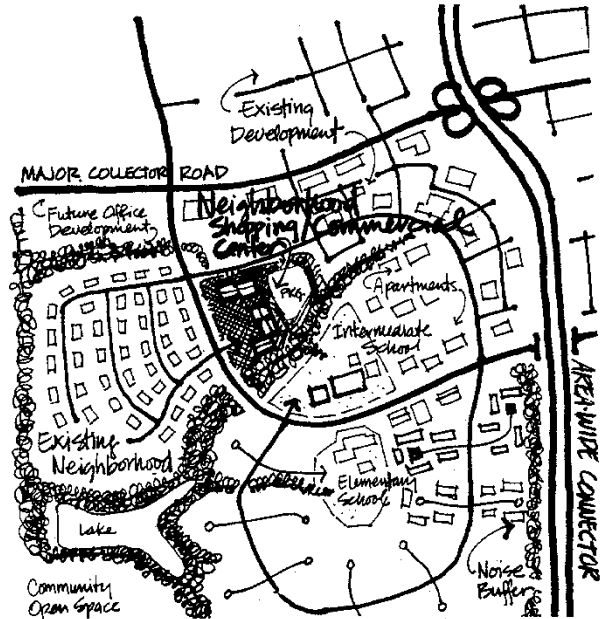 Existing
Development
MAJOR COLLECTOR ROAD
Future Office
Development
Neighborhood
Shopping/Commercial
Center
PKG.
Apartments
Intermediate
School
AREA-WIDE CONNECTOR
Existing
Neighborhood
Elementary
Schools
Lake
Noise
Buffer
Community
Open Space